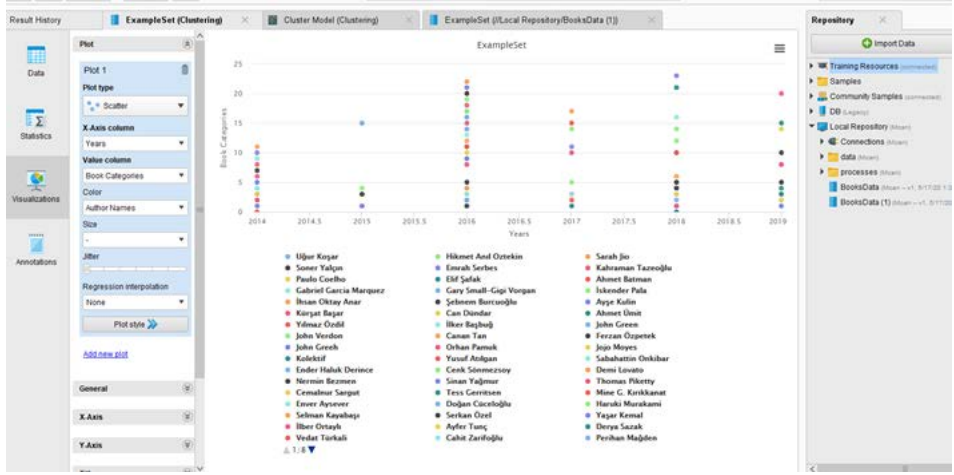 Result History
ExampleSet (Clustering)
Cluster Model (Clustering)
ExampleSet (//Local Repository/BooksData (1))
Repository
Data
Statistics
Visualizations
Annotations
Plot
Plot 1
Plot type
Scatter
X-Axis column
Years
Value column
Book Categories
Color
Author Names
Size
-
Jitter
Regression interpolation
None
Plot style
Add new plot
General
X-Axis
Y-Axis
ExampleSet
Book Categories
25
20
15
10
5
0
2014 2014.5 2015 2015.5 2016 2016.5 2017 2017.5 2018 2018.5 2019
Years
Uğur Koşar
Soner Yalçın
Paulo Coelho
Gabriel Garcia Marquez
İhsan Oktay Anar
Kürşat Başar
Yılmaz Özdil
John Verdon
John Greeh
Kolektif
Ender Haluk Derince
Nermin Bezmen
Cemalnur Sargut
Enver Aysever
Selman Kayabaşı
İlber Ortaylı
Vedat Türkali
Hikmet Anıl Öztekin
Emrah Serbes
Elif Şafak
Gary Small-Gigi Vorgan
Şebnem Burcuoğlu
Can Dündar
İlker Başbuğ
Canan Tan
Orhan Pamuk
Yusuf Atılgan
Cenk Sönmezsoy
Sinan Yağmur
Tess Gerritsen
Doğan Cüceloğlu
Serkan Özel
Ayfer Tunç
Cahit Zarifoğlu
Sarah Jio
Kahraman Tazeoğlu
Ahmet Batman
İskender Pala
Ayşe Kulin
Ahmet Ümit
John Green
Ferzan Özpetek
Jojo Moyes
Sabahattin Önkibar
Demi Lovato
Thomas Piketty
Mine G. Kırıkkanat
Haruki Murakami
Yaşar Kemal
Derya Sazak
Perihan Mağden
1/8
Import Data
Training Resources (connected)
Samples
Community Samples (connected)
DB (Legacy)
Local Repository
Connections
data
processes
BooksData
BooksData (1)